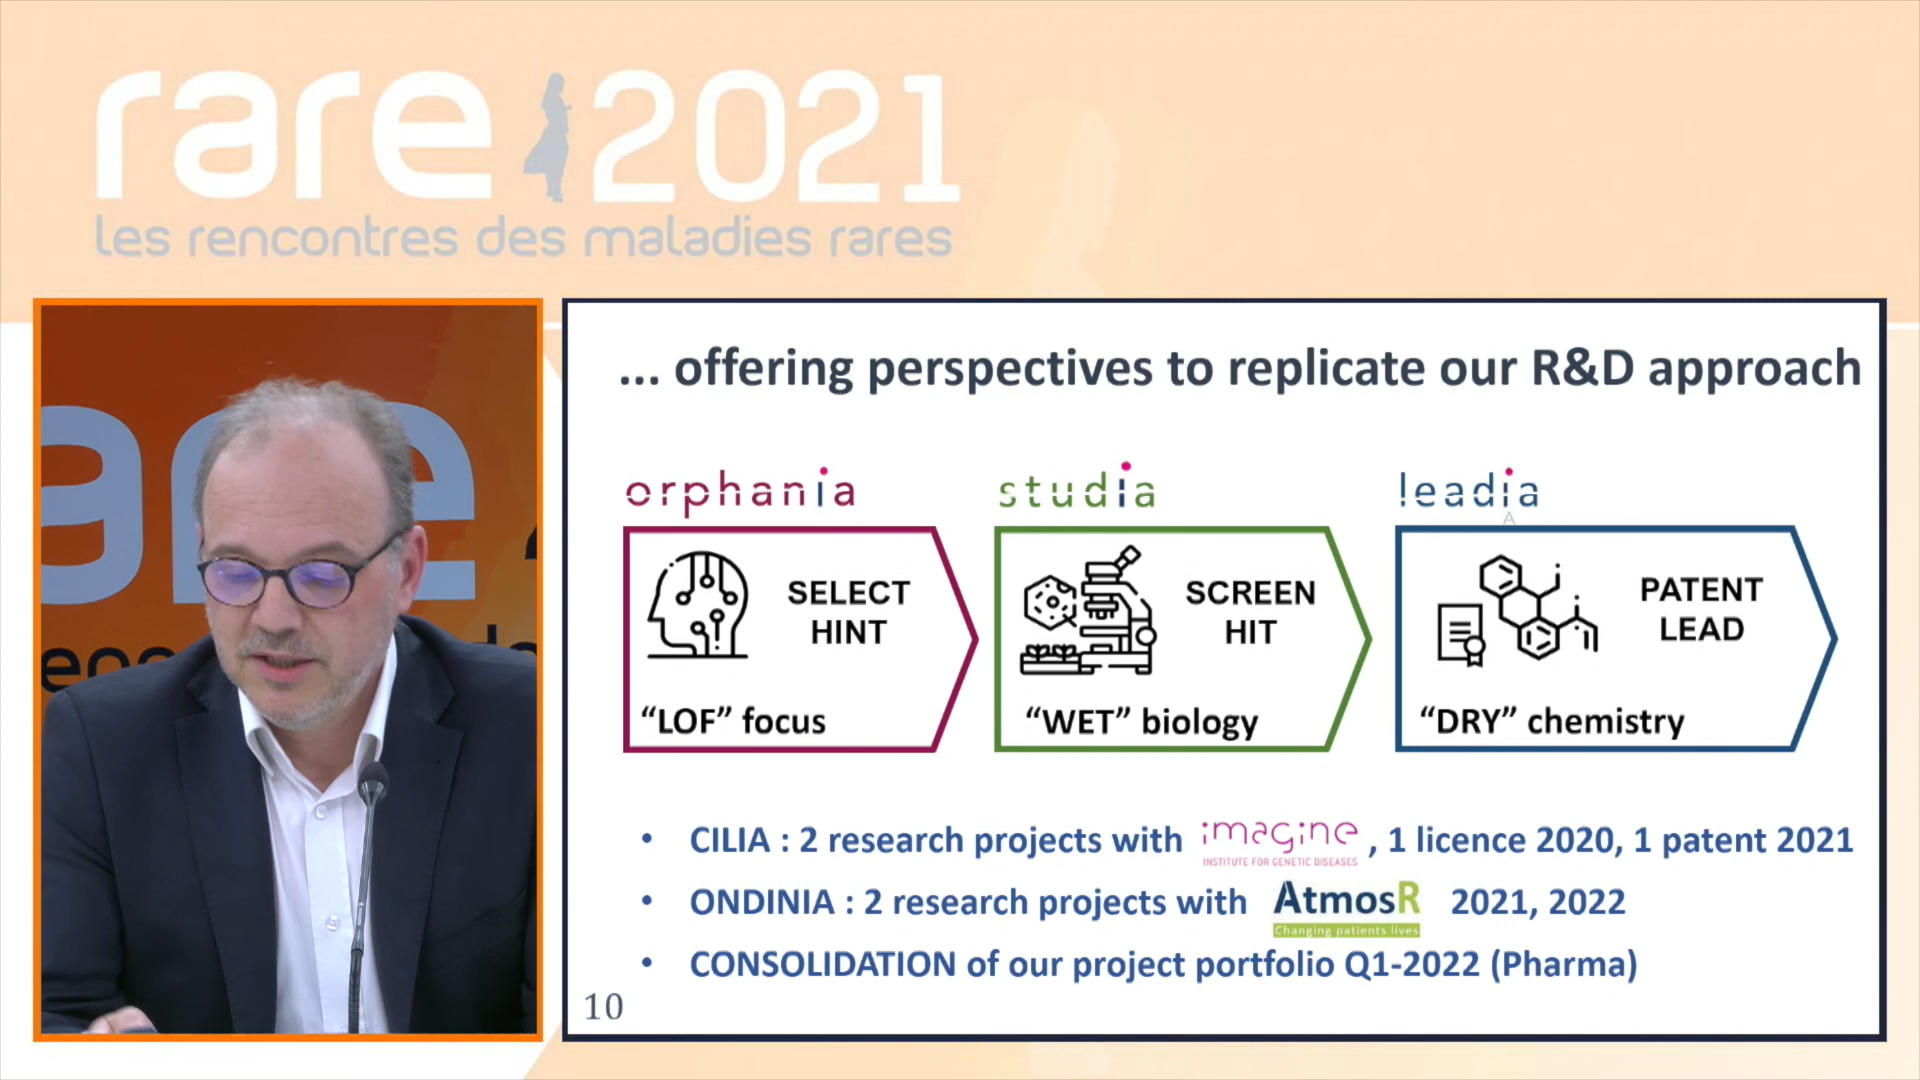 rare 2021
les rencontres des maladies rares
... offering perspectives to replicate our R&D approach
orphania
studia
leadia
A
SELECT
HINT
SCREEN
HIT
PATENT
LEAD
"LOF" focus
"WET" biology
"DRY" chemistry
• CILIA : 2 research projects with imagine , 1 licence 2020, 1 patent 2021
INSTITUTE FOR GENETIC DISEASES
• ONDINIA : 2 research projects with AtmosR 2021, 2022
Changing patients lives
• CONSOLIDATION of our project portfolio Q1-2022 (Pharma)
10